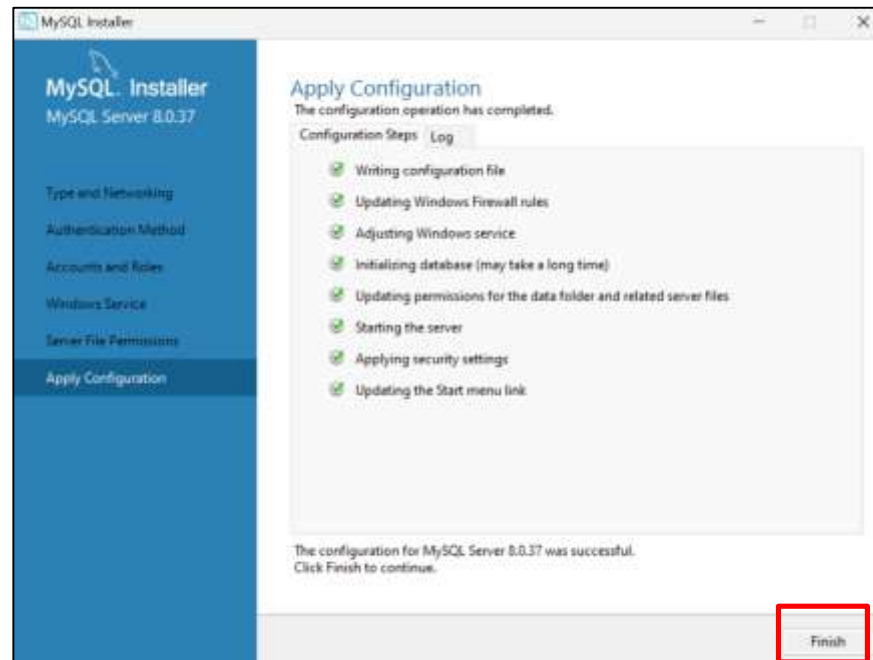 MySQL Installer
MySQL. Installer
MySQL Server 8.0.37
Type and Networking
Authentication Method
Accounts and Roles
Windows Service
Server File Permissions
Apply Configuration
Apply Configuration
The configuration operation has completed.
Configuration Steps Log
Writing configuration file
Updating Windows Firewall rules
Adjusting Windows service
Initializing database (may take a long time)
Updating permissions for the data folder and related server files
Starting the server
Applying security settings
Updating the Start menu link
The configuration for MySQL Server 8.0.37 was successful.
Click Finish to continue.
Finish